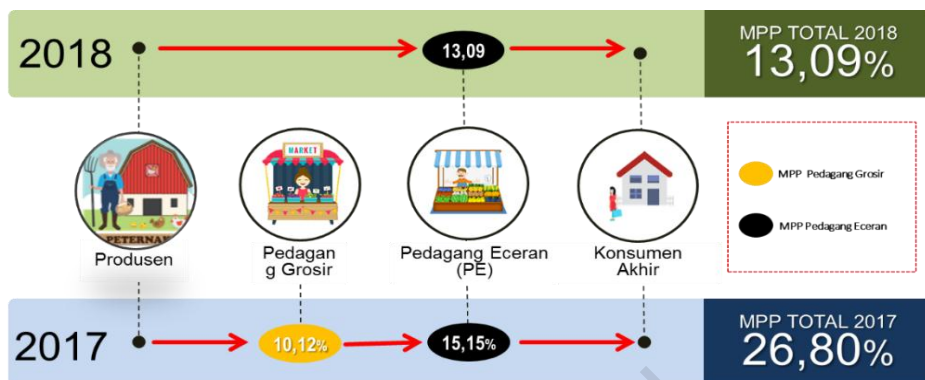 2018
13,09
MPP TOTAL 2018
13,09%
MARKET
PETERNAK
Produsen
Pedagan
g Grosir
Pedagang Eceran
(PE)
Konsumen
Akhir
MPP Pedagang Grosir
MPP Pedagang Eceran
2017
10,12%
15,15%
MPP TOTAL 2017
26,80%